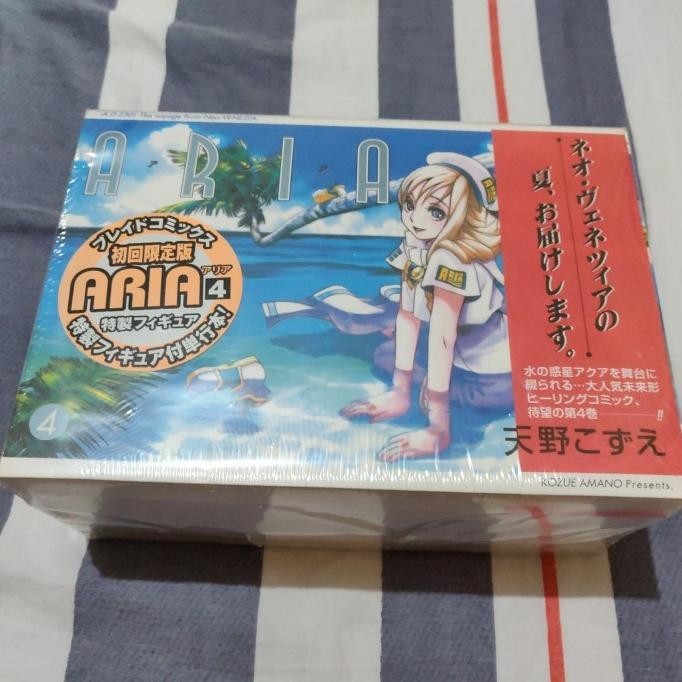 A.D.2301 The voyage from Neo-VENEZIA.
ARIA
ア リ ア
ブレイドコミックス
初回限定版
ARIA アリア 4
特製フィギュア
特製フィギュア付単行本!
4
ネオ・ヴェネツィアの
夏、お届けします。
水の惑星アクアを舞台に
綴られる…大人気未来形
ヒーリングコミック、
待望の第4巻━━━!!
天野こずえ
KOZUE AMANO Presents.
ARIA